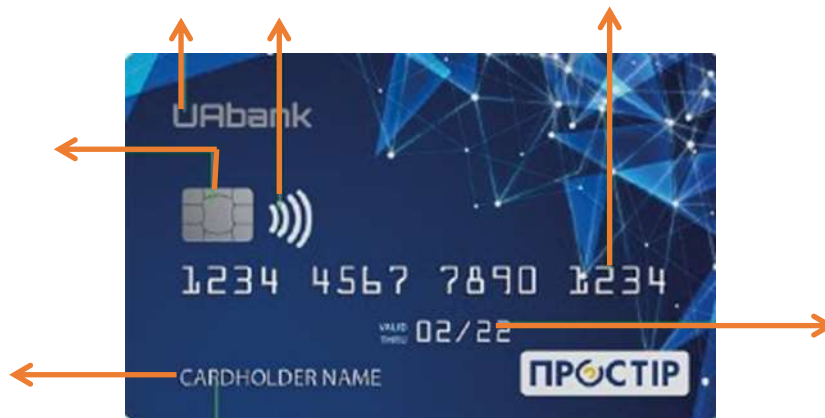 UAbank
1234 4567 7890 1234
VALID THRU 02/22
CARDHOLDER NAME
ПРОСТІР